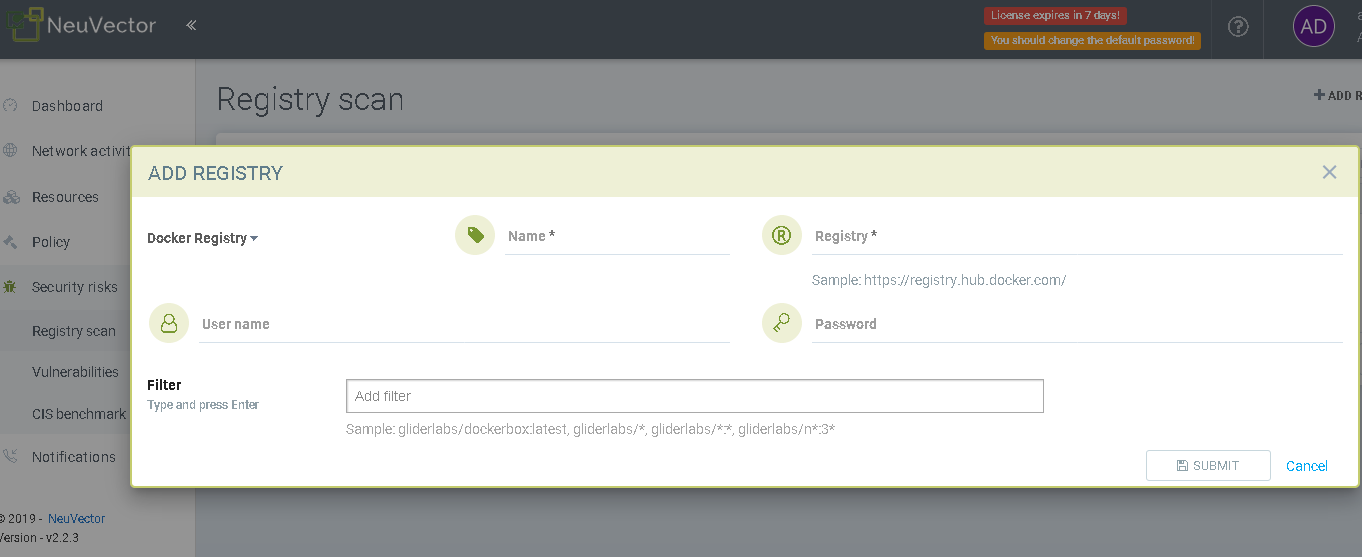 NeuVector
«
License expires in 7 days!
You should change the default password!
?
AD
Dashboard
Registry scan
ADD R
Network activit
ADD REGISTRY
Resources
Docker Registry
Name *
Registry *
Policy
Sample: https://registry.hub.docker.com/
Security risks
User name
Password
Registry scan
Vulnerabilities
Filter
Type and press Enter
Add filter
CIS benchmark
Sample: gliderlabs/dockerbox:latest, gliderlabs/*, gliderlabs/*:*, gliderlabs/n*:3*
Notifications
SUBMIT
Cancel
© 2019 - NeuVector
Version - v2.2.3